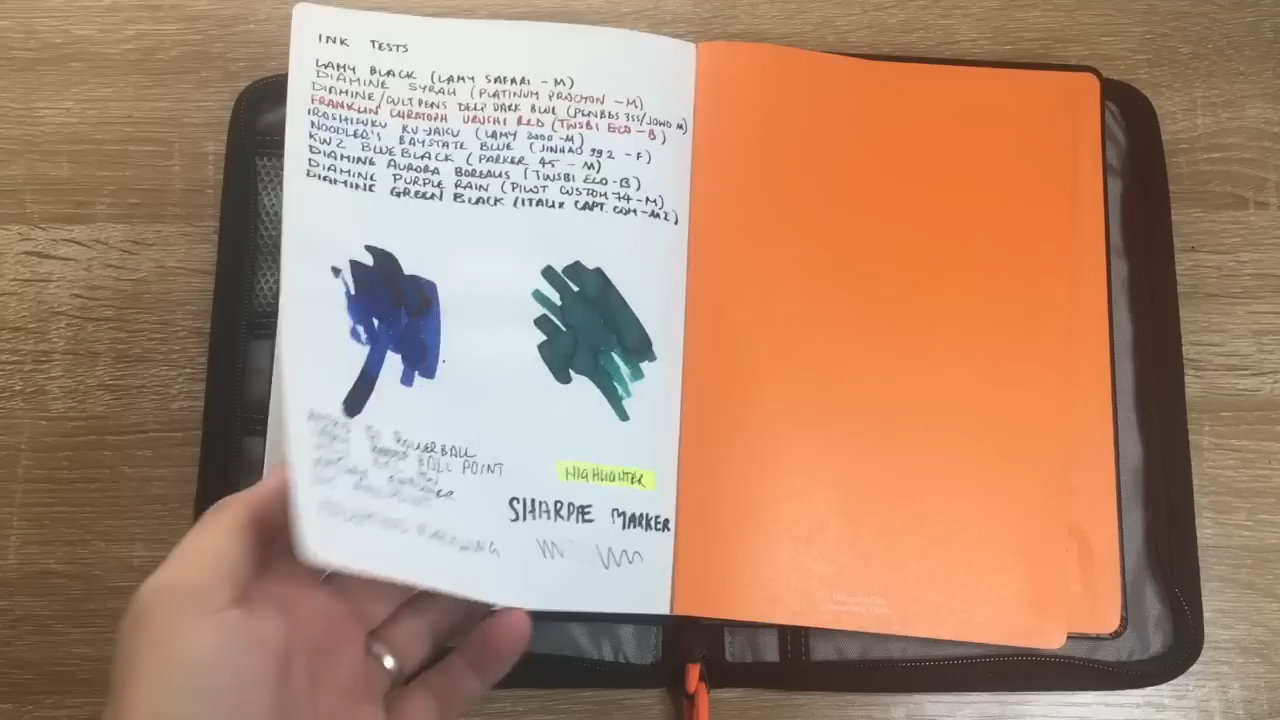 INK TESTS
LAMY BLACK (LAMY SAFARI - M)
DIAMINE SYRAH (PLATINUM PROCYON - M)
DIAMINE/CULTPENS DEEP DARK BLUE (PENBBS 355/JOWO M)
FRANKLIN CHRISTOPH URUSHI RED (TWSBI ECO - B)
IROSHIZUKU KU-JAKU (LAMY 2000 - M)
NOODLER'S BAYSTATE BLUE (JINHAO 992 - F)
KWZ BLUE BLACK (PARKER 45 - M)
DIAMINE AURORA BOREALIS (TWSBI ECO - B)
DIAMINE PURPLE RAIN (PILOT CUSTOM 74 - M)
DIAMINE GREEN BLACK (ITALIX CAPT. COM - M2)
ROLLERBALL
BALL POINT
HIGHLIGHTER
SHARPIE MARKER